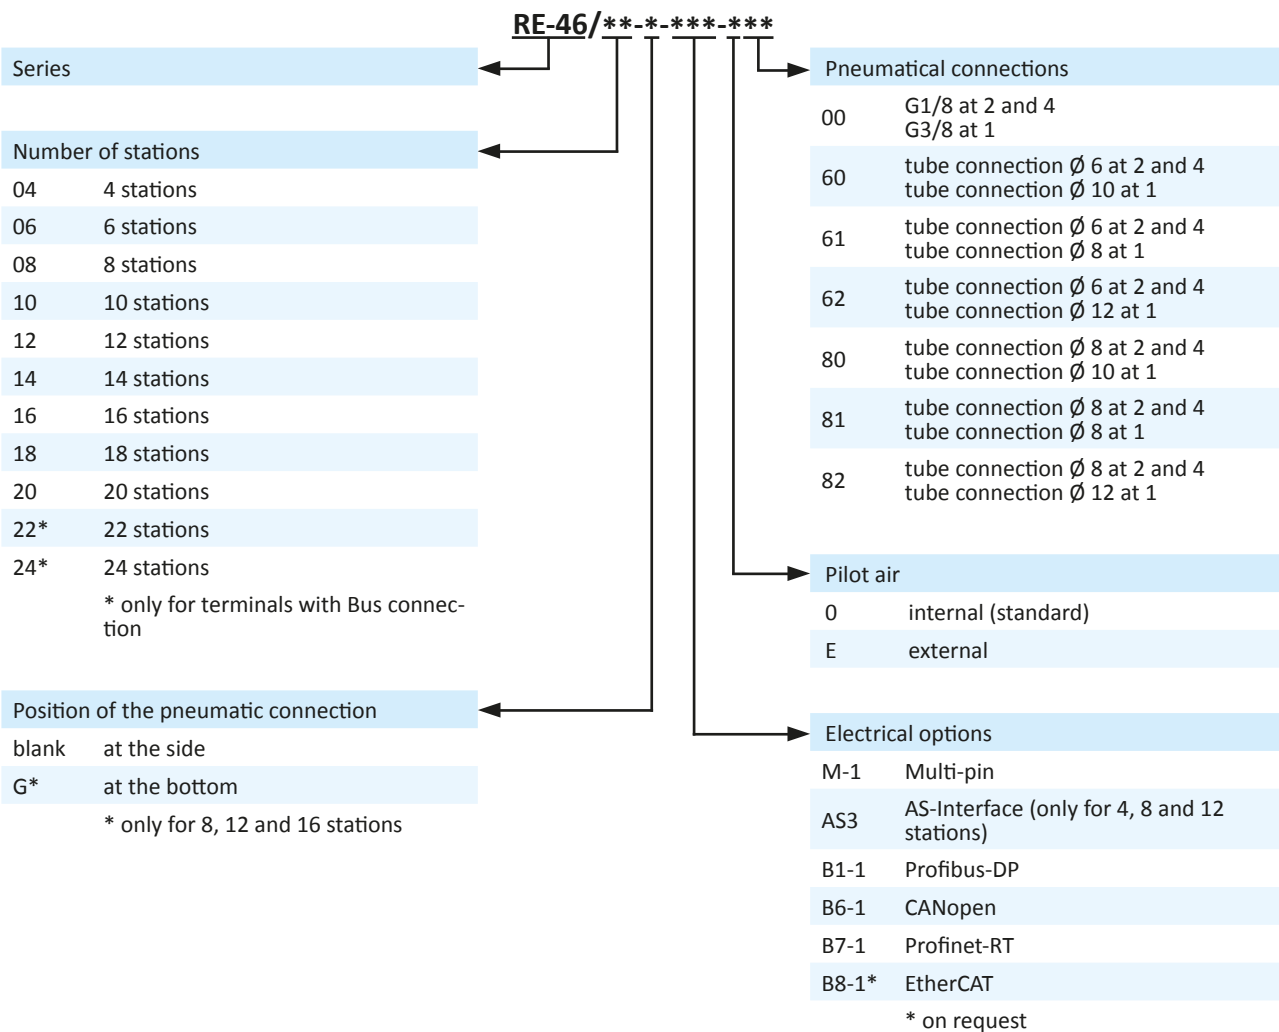 RE-46/**-*-***-***
Series
Number of stations
04 4 stations
06 6 stations
08 8 stations
10 10 stations
12 12 stations
14 14 stations
16 16 stations
18 18 stations
20 20 stations
22* 22 stations
24* 24 stations
* only for terminals with Bus connec-
tion
Position of the pneumatic connection
blank at the side
G* at the bottom
* only for 8, 12 and 16 stations
Pneumatical connections
00 G1/8 at 2 and 4
G3/8 at 1
60 tube connection Ø 6 at 2 and 4
tube connection Ø 10 at 1
61 tube connection Ø 6 at 2 and 4
tube connection Ø 8 at 1
62 tube connection Ø 6 at 2 and 4
tube connection Ø 12 at 1
80 tube connection Ø 8 at 2 and 4
tube connection Ø 10 at 1
81 tube connection Ø 8 at 2 and 4
tube connection Ø 8 at 1
82 tube connection Ø 8 at 2 and 4
tube connection Ø 12 at 1
Pilot air
0 internal (standard)
E external
Electrical options
M-1 Multi-pin
AS3 AS-Interface (only for 4, 8 and 12
stations)
B1-1 Profibus-DP
B6-1 CANopen
B7-1 Profinet-RT
B8-1* EtherCAT
* on request